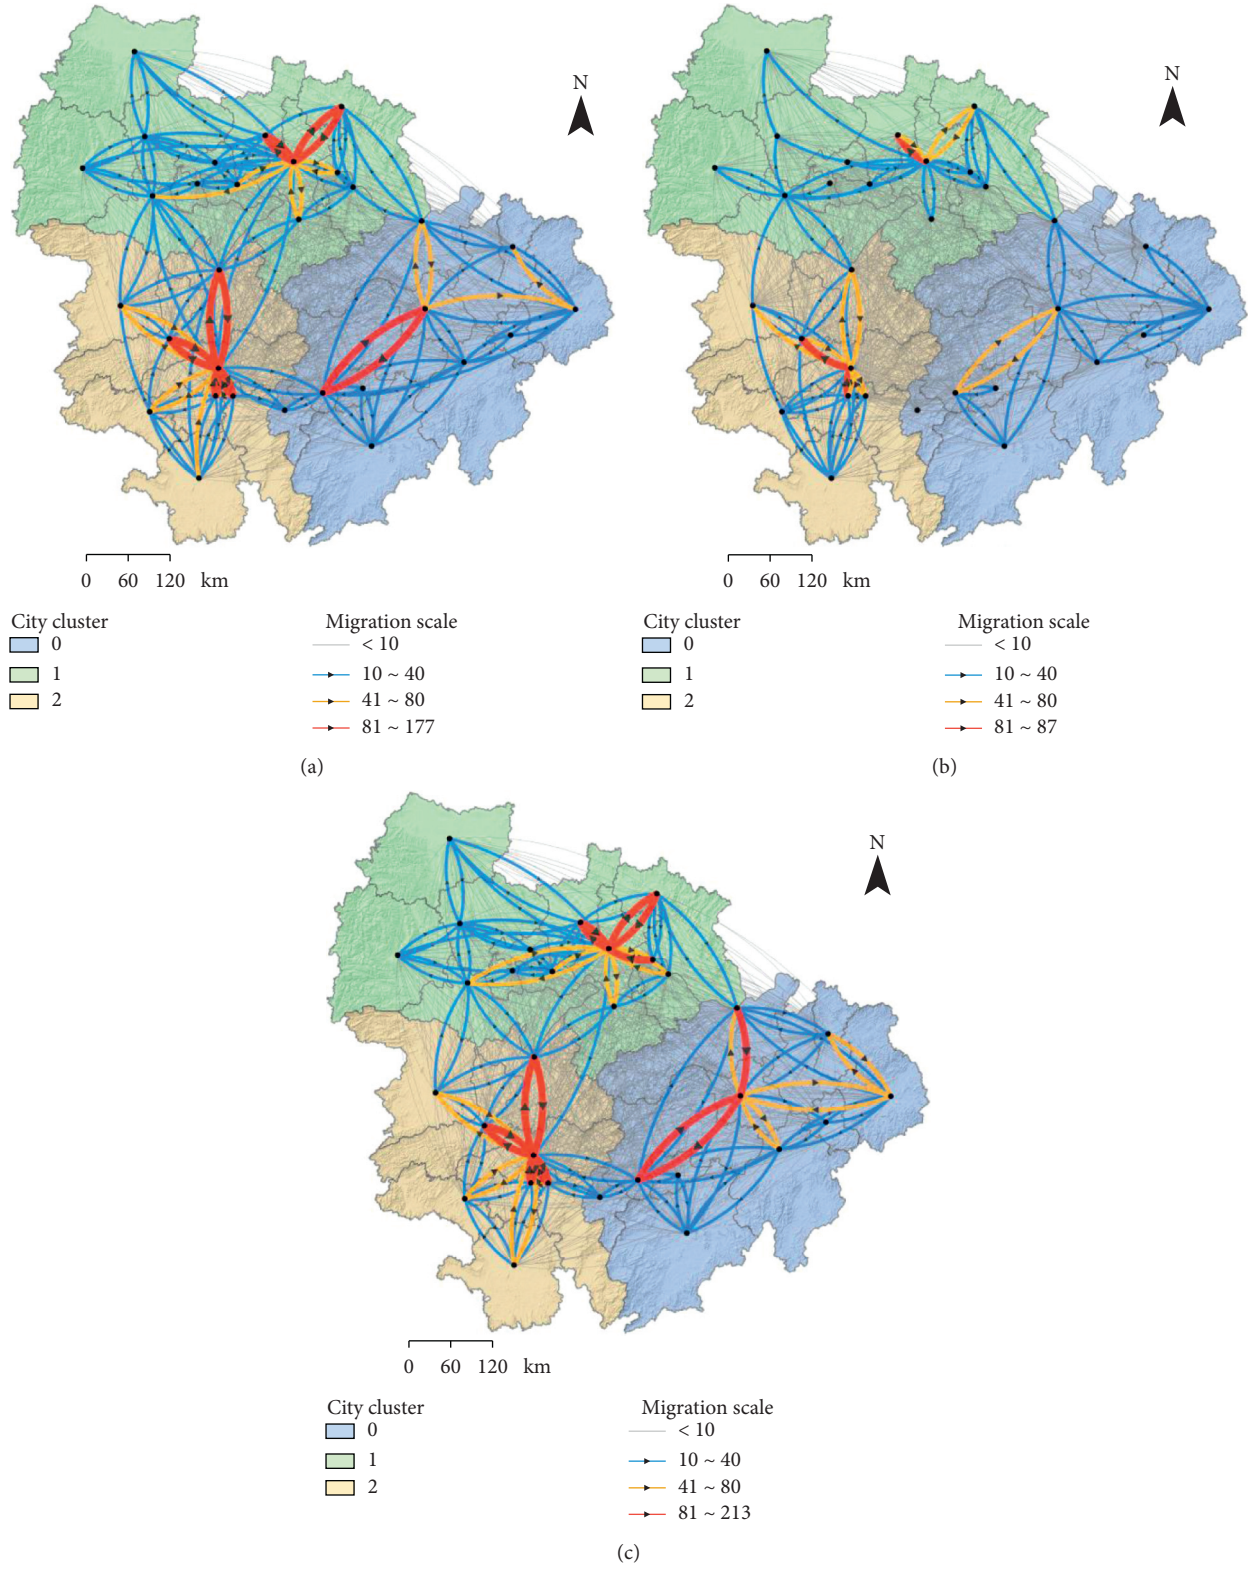 N
N
0 60 120 km
0 60 120 km
City cluster
0
1
2
Migration scale
< 10
10 ~ 40
41 ~ 80
81 ~ 177
City cluster
0
1
2
Migration scale
< 10
10 ~ 40
41 ~ 80
81 ~ 87
(a)
(b)
N
0 60 120 km
City cluster
0
1
2
Migration scale
< 10
10 ~ 40
41 ~ 80
81 ~ 213
(c)